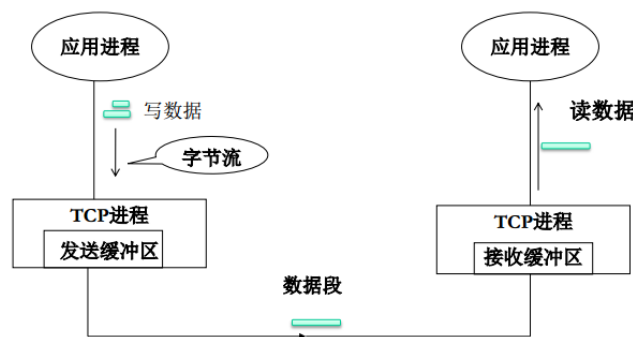 应用进程
应用进程
写数据
读数据
字节流
TCP进程
发送缓冲区
TCP进程
接收缓冲区
数据段